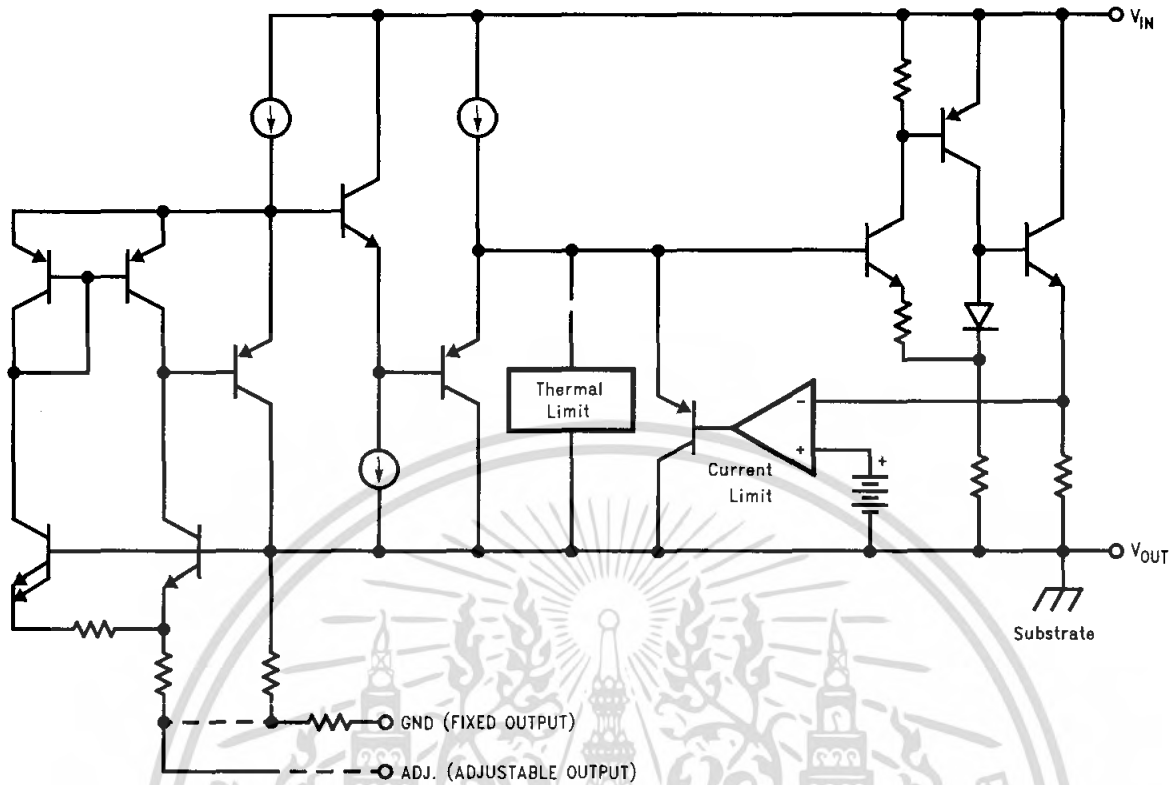 V_IN
Thermal
Limit
−
+
+
Current
Limit
V_OUT
Substrate
GND (FIXED OUTPUT)
ADJ. (ADJUSTABLE OUTPUT)